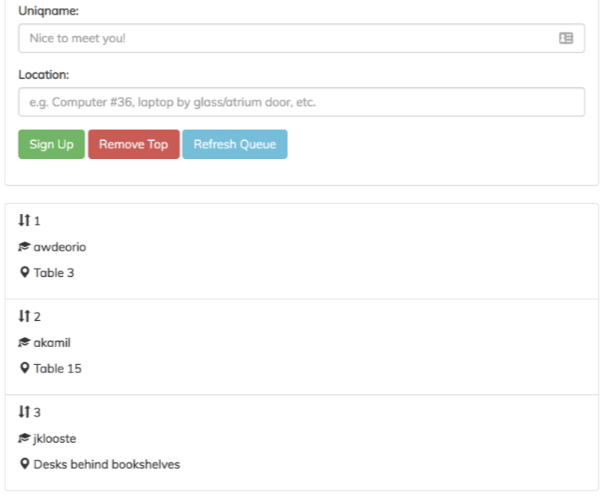 Uniqname:
Nice to meet you!
Location:
e.g. Computer #36, laptop by glass/atrium door, etc.
Sign Up Remove Top Refresh Queue
1
awdeorio
Table 3
2
akamil
Table 15
3
jklooste
Desks behind bookshelves